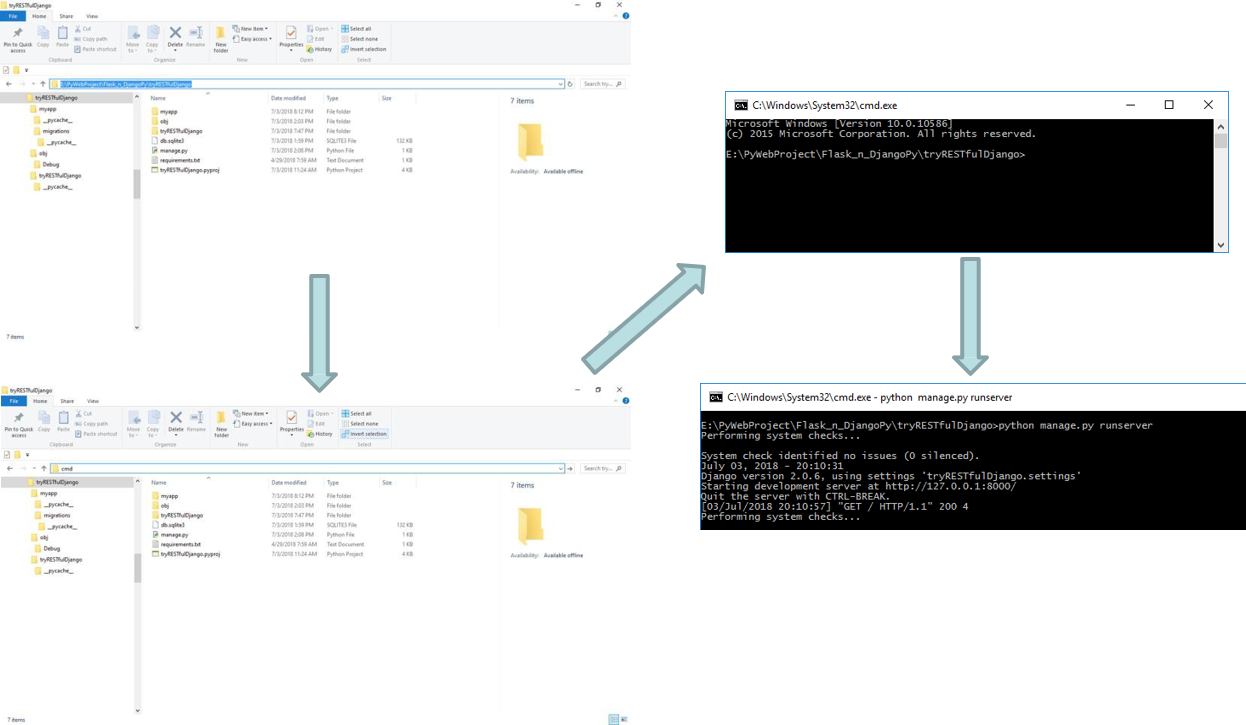 tryRESTfulDjango
File Home Share View
Pin to Quick access
Copy
Paste
Cut
Copy path
Paste shortcut
Clipboard
Move to
Copy to
Delete
Rename
Organize
New folder
New item
Easy access
New
Properties
Open
Edit
History
Open
Select all
Select none
Invert selection
Select
E:\PyWebProject\Flask_n_DjangoPy\tryRESTfulDjango
Search try...
tryRESTfulDjango
myapp
__pycache__
migrations
__pycache__
obj
Debug
tryRESTfulDjango
__pycache__
Name Date modified Type Size
myapp 7/3/2018 8:12 PM File folder
obj 7/3/2018 2:03 PM File folder
tryRESTfulDjango 7/3/2018 7:47 PM File folder
db.sqlite3 7/3/2018 1:59 PM SQLITE3 File 132 KB
manage.py 7/3/2018 2:08 PM Python File 1 KB
requirements.txt 4/29/2018 7:59 AM Text Document 1 KB
tryRESTfulDjango.pyproj 7/3/2018 11:24 AM Python Project 4 KB
7 items
Availability: Available offline
7 items
C:\Windows\System32\cmd.exe
Microsoft Windows [Version 10.0.10586]
(c) 2015 Microsoft Corporation. All rights reserved.
E:\PyWebProject\Flask_n_DjangoPy\tryRESTfulDjango>
tryRESTfulDjango
File Home Share View
Pin to Quick access
Copy
Paste
Cut
Copy path
Paste shortcut
Clipboard
Move to
Copy to
Delete
Rename
Organize
New folder
New item
Easy access
New
Properties
Open
Edit
History
Open
Select all
Select none
Invert selection
Select
cmd
Search try...
tryRESTfulDjango
myapp
__pycache__
migrations
__pycache__
obj
Debug
tryRESTfulDjango
__pycache__
Name Date modified Type Size
myapp 7/3/2018 8:12 PM File folder
obj 7/3/2018 2:03 PM File folder
tryRESTfulDjango 7/3/2018 7:47 PM File folder
db.sqlite3 7/3/2018 1:59 PM SQLITE3 File 132 KB
manage.py 7/3/2018 2:08 PM Python File 1 KB
requirements.txt 4/29/2018 7:59 AM Text Document 1 KB
tryRESTfulDjango.pyproj 7/3/2018 11:24 AM Python Project 4 KB
7 items
Availability: Available offline
7 items
C:\Windows\System32\cmd.exe - python manage.py runserver
E:\PyWebProject\Flask_n_DjangoPy\tryRESTfulDjango>python manage.py runserver
Performing system checks...
System check identified no issues (0 silenced).
July 03, 2018 - 20:10:31
Django version 2.0.6, using settings 'tryRESTfulDjango.settings'
Starting development server at http://127.0.0.1:8000/
Quit the server with CTRL-BREAK.
[03/Jul/2018 20:10:57] "GET / HTTP/1.1" 200 4
Performing system checks...